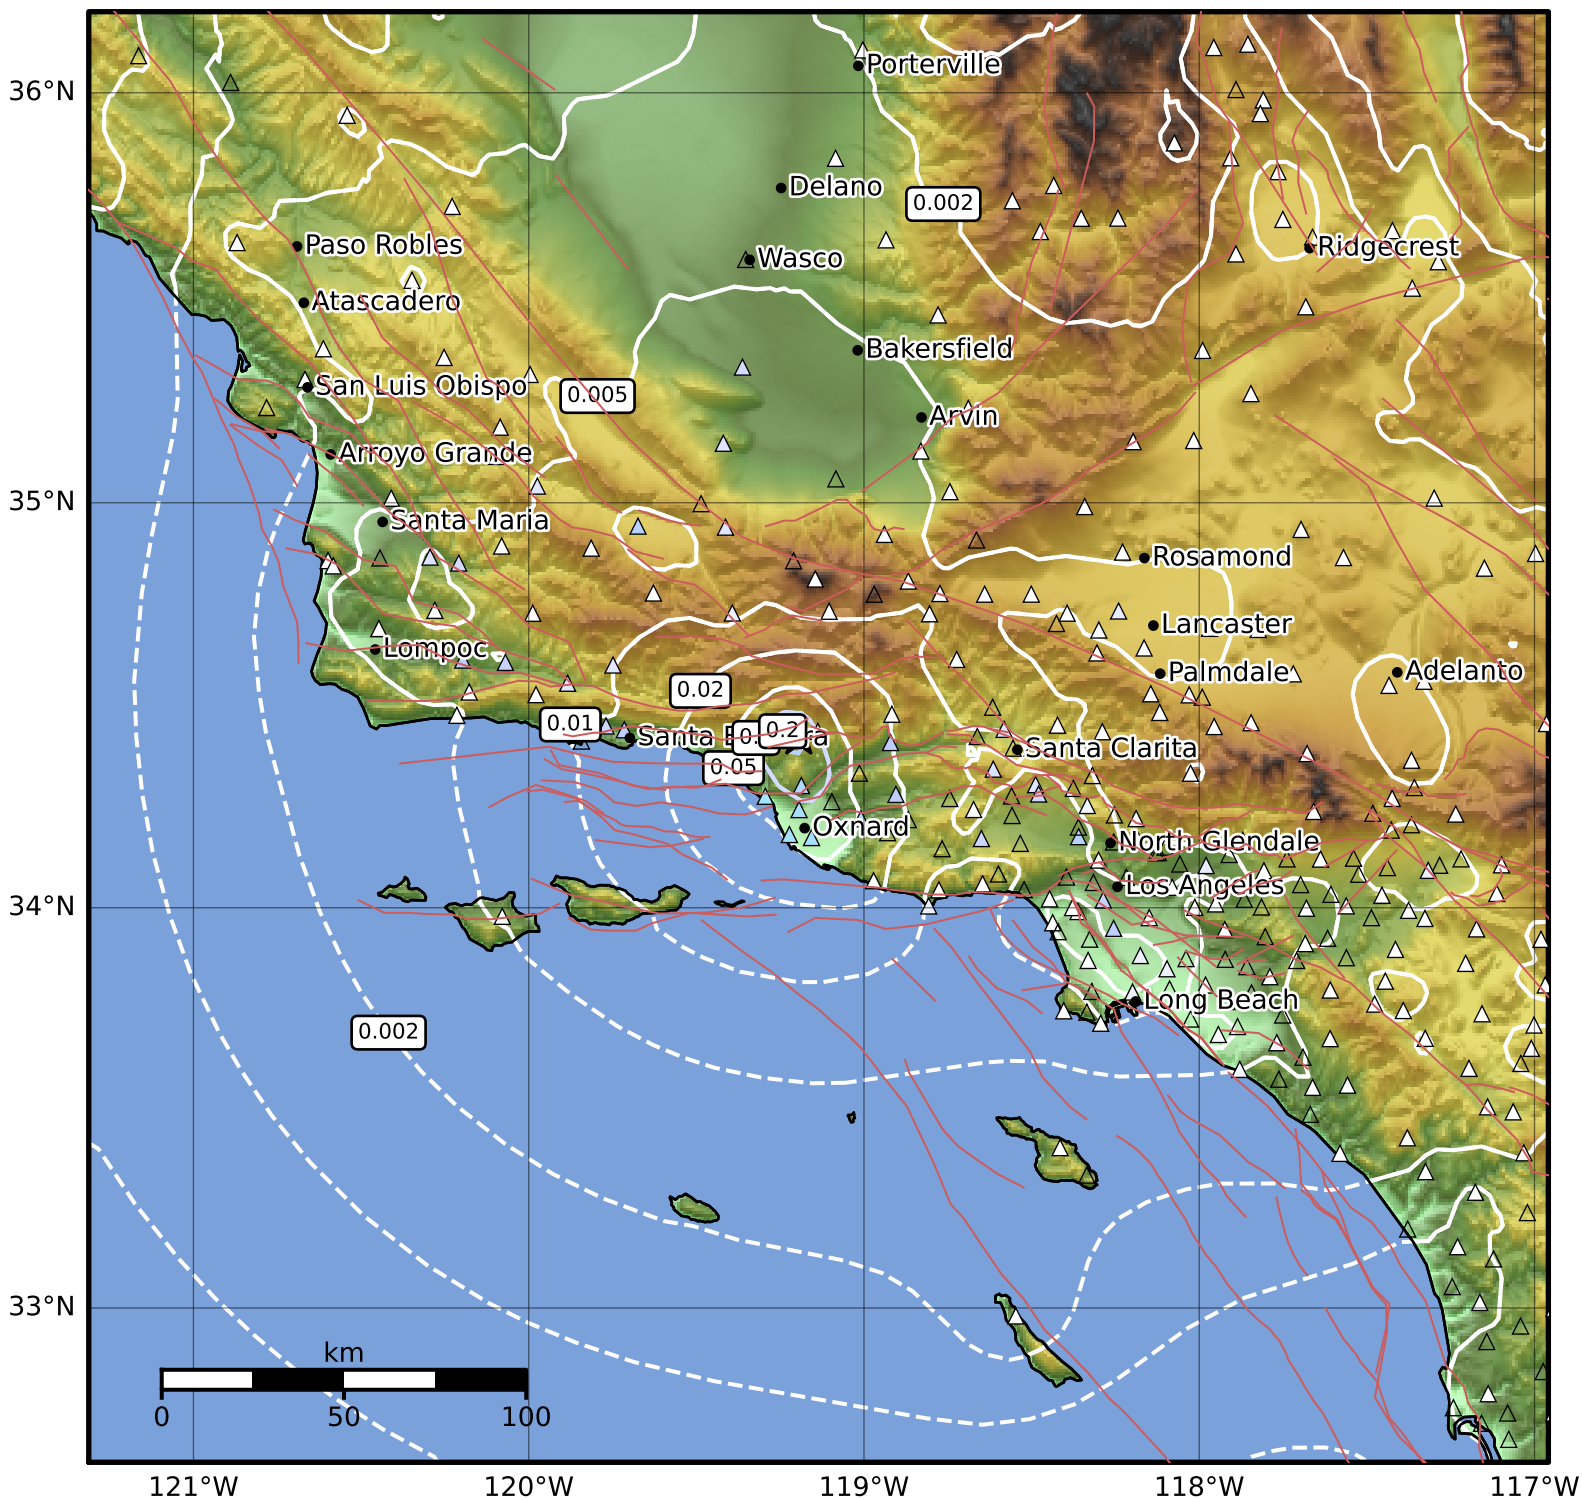 36°N
35°N
34°N
33°N
121°W
120°W
119°W
118°W
117°W
Porterville
Delano
0.002
Wasco
Paso Robles
Ridgecrest
Atascadero
Bakersfield
San Luis Obispo
0.005
Arvin
Arroyo Grande
Santa Maria
Rosamond
Lancaster
Lompoc
Palmdale
Adelanto
0.02
0.01
0.2
Santa
Santa Clarita
0.05
Oxnard
North Glendale
Los Angeles
Long Beach
0.002
km
0
50
100